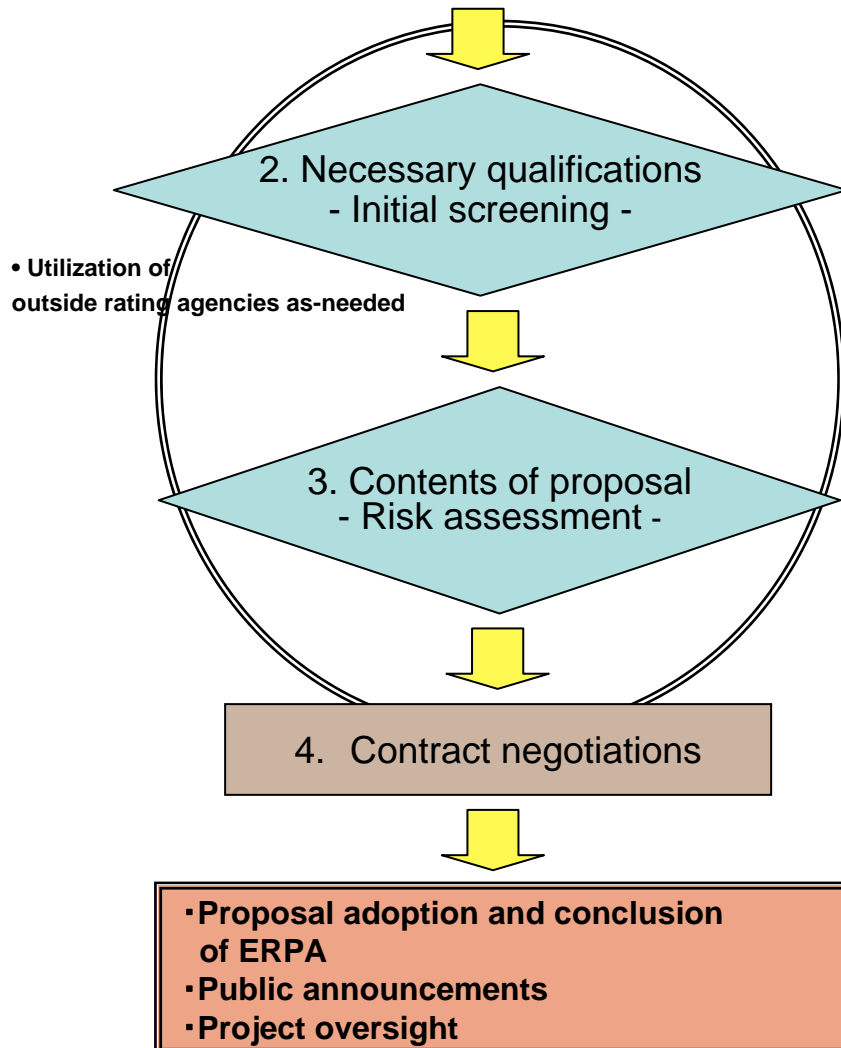 2. Necessary qualifications
- Initial screening -
• Utilization of
outside rating agencies as-needed
3. Contents of proposal
- Risk assessment -
4. Contract negotiations
・Proposal adoption and conclusion
of ERPA
・Public announcements
・Project oversight